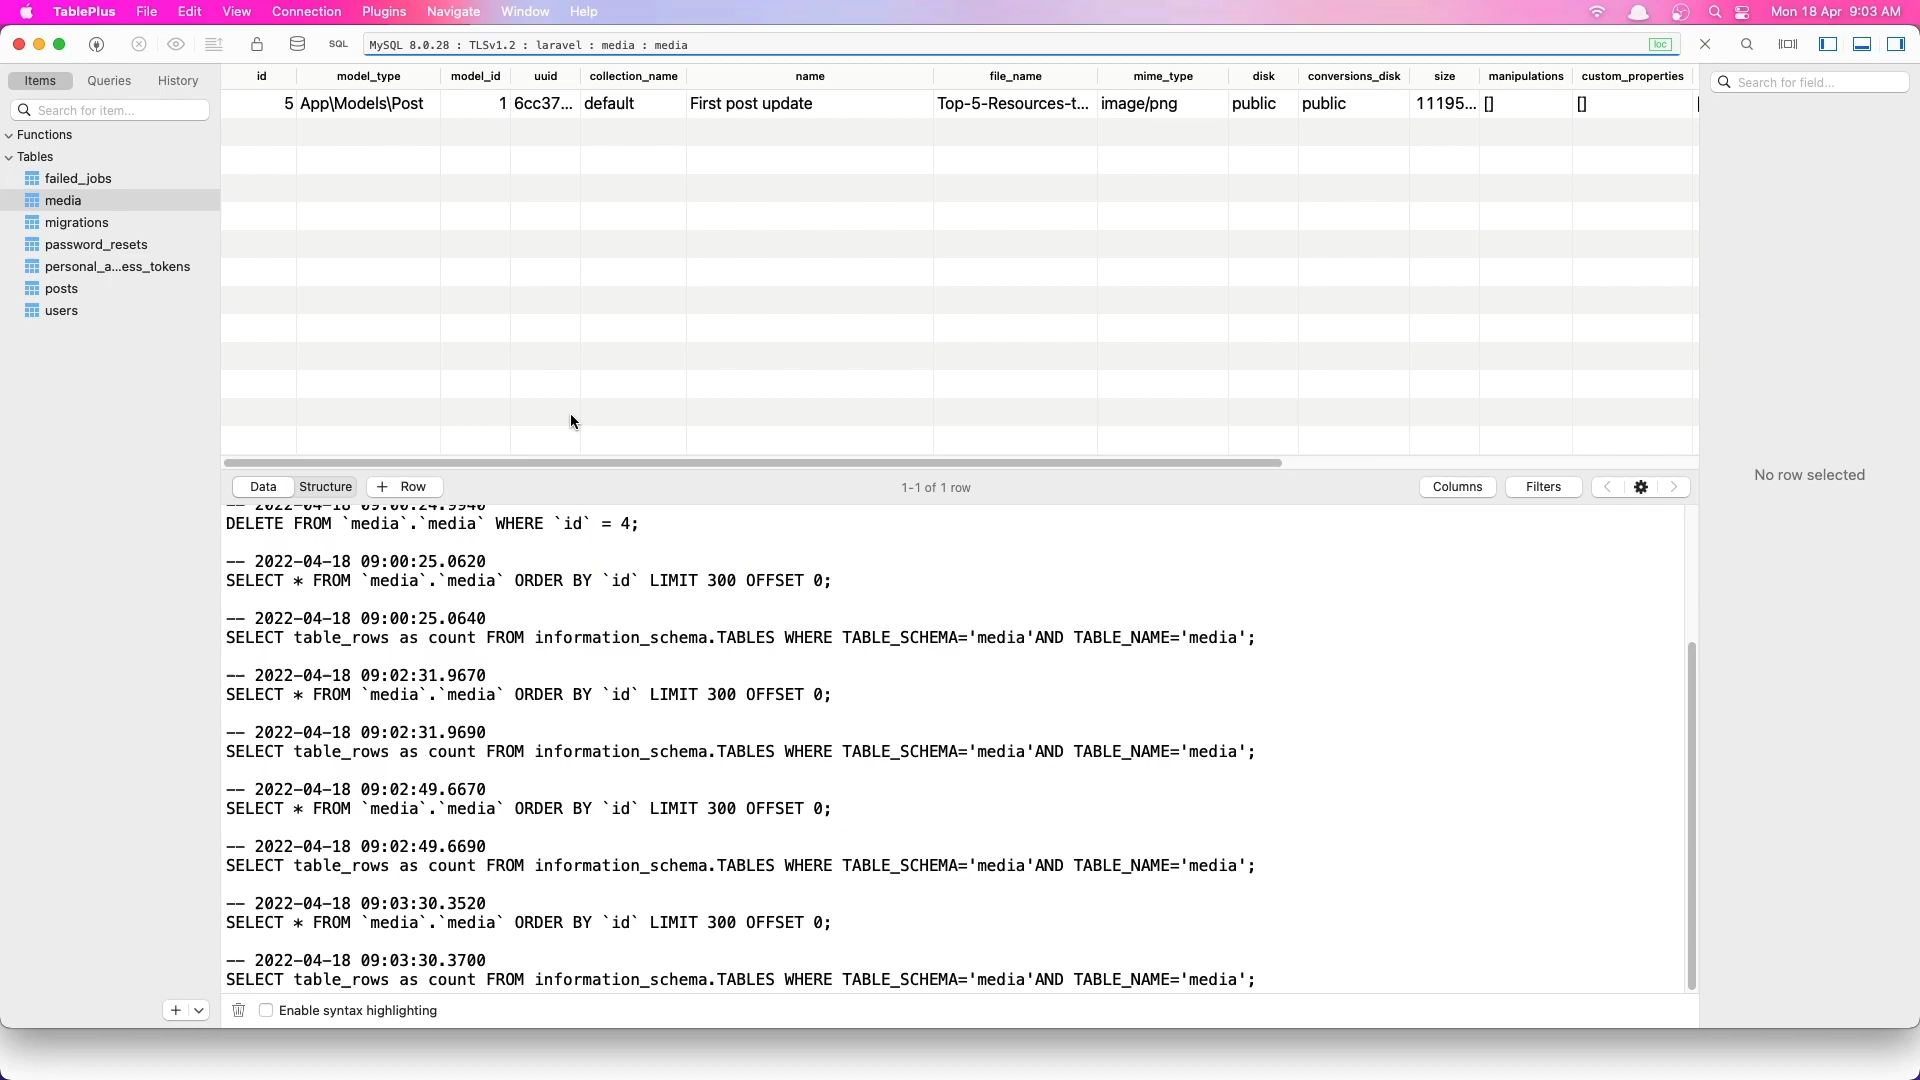 TablePlus File Edit View Connection Plugins Navigate Window Help Mon 18 Apr 9:03 AM
SQL MySQL 8.0.28 : TLSv1.2 : laravel : media : media loc
Items Queries History
Search for item...
Functions
Tables
failed_jobs
media
migrations
password_resets
personal_a...ess_tokens
posts
users
id model_type model_id uuid collection_name name file_name mime_type disk conversions_disk size manipulations custom_properties
5 App\Models\Post 1 6cc37... default First post update Top-5-Resources-t... image/png public public 11195... [] []
Search for field...
No row selected
Data Structure + Row 1-1 of 1 row Columns Filters
-- 2022-04-18 09:00:24.9940
DELETE FROM `media`.`media` WHERE `id` = 4;
-- 2022-04-18 09:00:25.0620
SELECT * FROM `media`.`media` ORDER BY `id` LIMIT 300 OFFSET 0;
-- 2022-04-18 09:00:25.0640
SELECT table_rows as count FROM information_schema.TABLES WHERE TABLE_SCHEMA='media'AND TABLE_NAME='media';
-- 2022-04-18 09:02:31.9670
SELECT * FROM `media`.`media` ORDER BY `id` LIMIT 300 OFFSET 0;
-- 2022-04-18 09:02:31.9690
SELECT table_rows as count FROM information_schema.TABLES WHERE TABLE_SCHEMA='media'AND TABLE_NAME='media';
-- 2022-04-18 09:02:49.6670
SELECT * FROM `media`.`media` ORDER BY `id` LIMIT 300 OFFSET 0;
-- 2022-04-18 09:02:49.6690
SELECT table_rows as count FROM information_schema.TABLES WHERE TABLE_SCHEMA='media'AND TABLE_NAME='media';
-- 2022-04-18 09:03:30.3520
SELECT * FROM `media`.`media` ORDER BY `id` LIMIT 300 OFFSET 0;
-- 2022-04-18 09:03:30.3700
SELECT table_rows as count FROM information_schema.TABLES WHERE TABLE_SCHEMA='media'AND TABLE_NAME='media';
Enable syntax highlighting